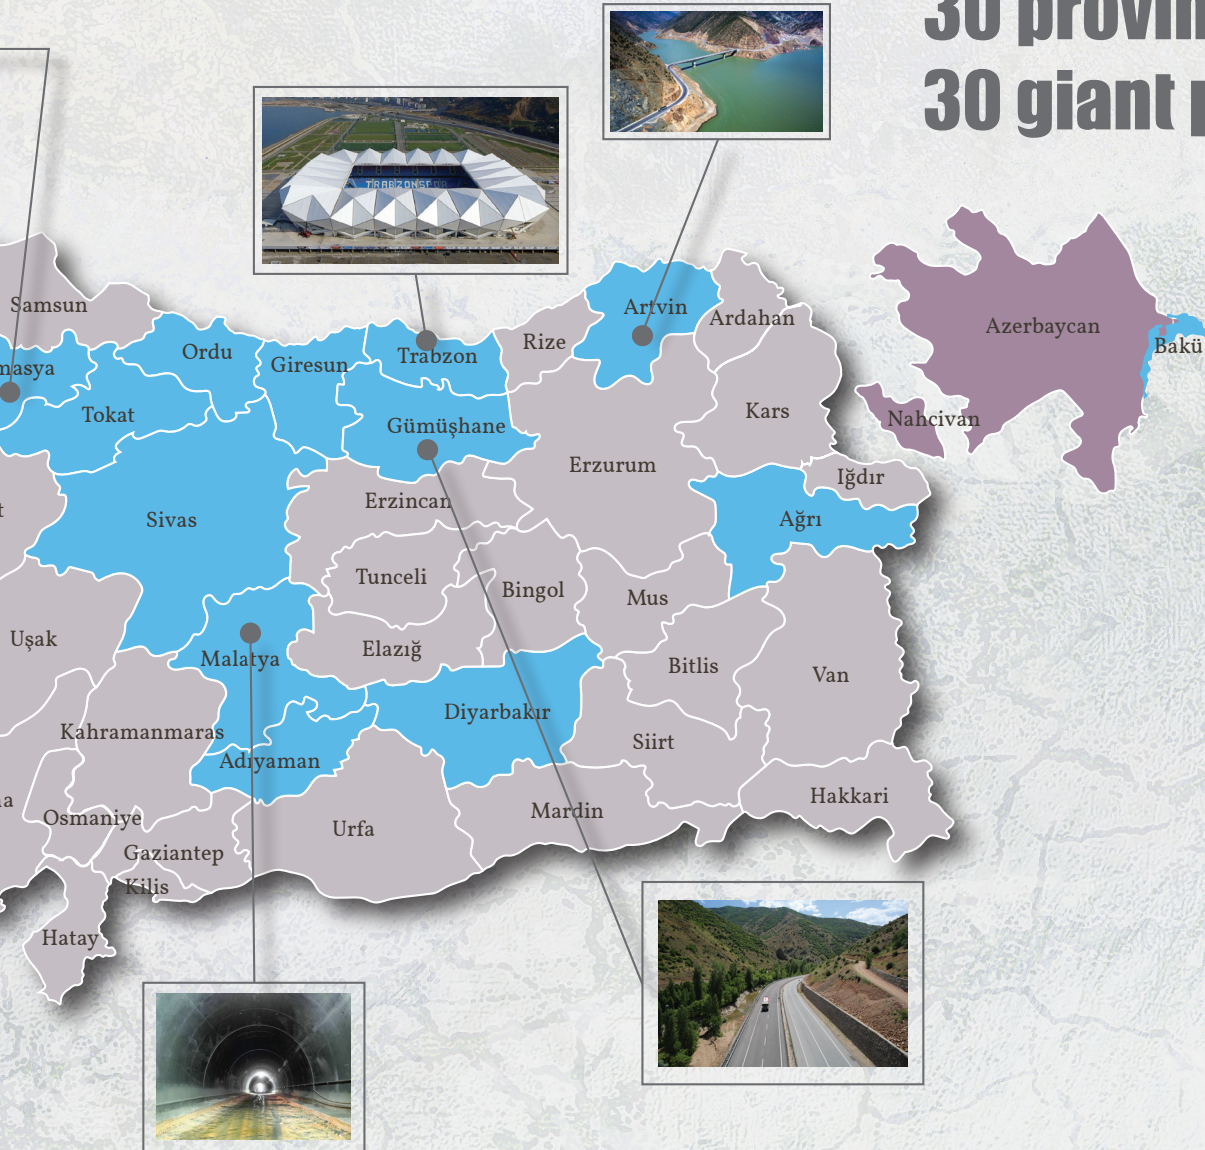 30 provin
30 giant p
TRABZONSPOR
Samsun
Artvin
Ardahan
Azerbaycan
Bakü
masya
Ordu
Giresun
Trabzon
Rize
Tokat
Gümüşhane
Kars
Nahcivan
Erzurum
Iğdır
Erzincan
Sivas
Ağrı
t
Tunceli
Bingol
Mus
Uşak
Elazığ
Malatya
Bitlis
Van
Diyarbakır
Kahramanmaras
Siirt
Adıyaman
na
Osmaniye
Urfa
Mardin
Hakkari
Gaziantep
Kilis
Hatay